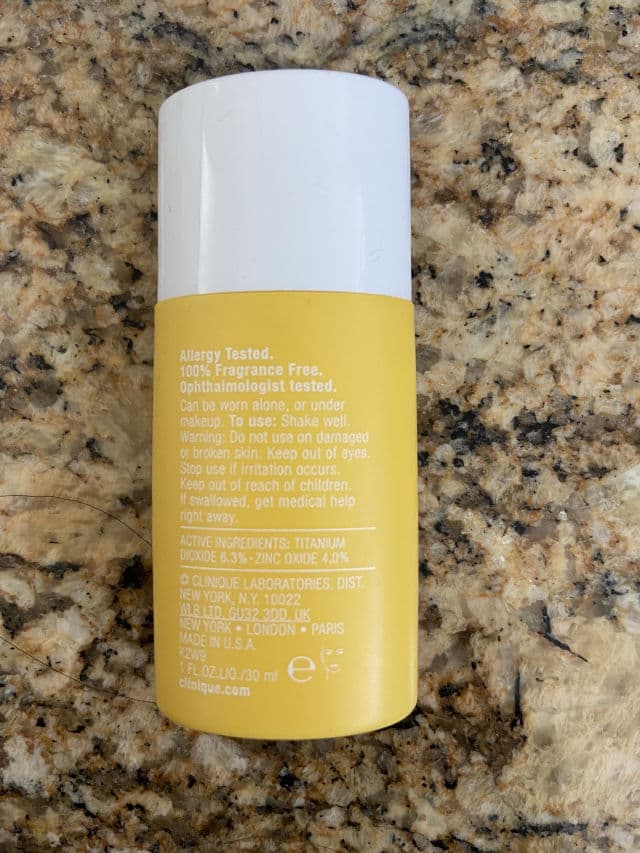 Allergy Tested.
100% Fragrance Free.
Ophthalmologist tested.
Can be worn alone, or under
makeup. To use: Shake well.
Warning: Do not use on damaged
or broken skin. Keep out of eyes.
Stop use if irritation occurs.
Keep out of reach of children.
If swallowed, get medical help
right away.
ACTIVE INGREDIENTS: TITANIUM
DIOXIDE 6.3% • ZINC OXIDE 4.0%
© CLINIQUE LABORATORIES, DIST.
NEW YORK, N.Y. 10022
WLB LTD, GU32 3DD, UK
NEW YORK • LONDON • PARIS
MADE IN U.S.A.
K2W9
1 FL.OZ.LIQ./30 ml e
clinique.com